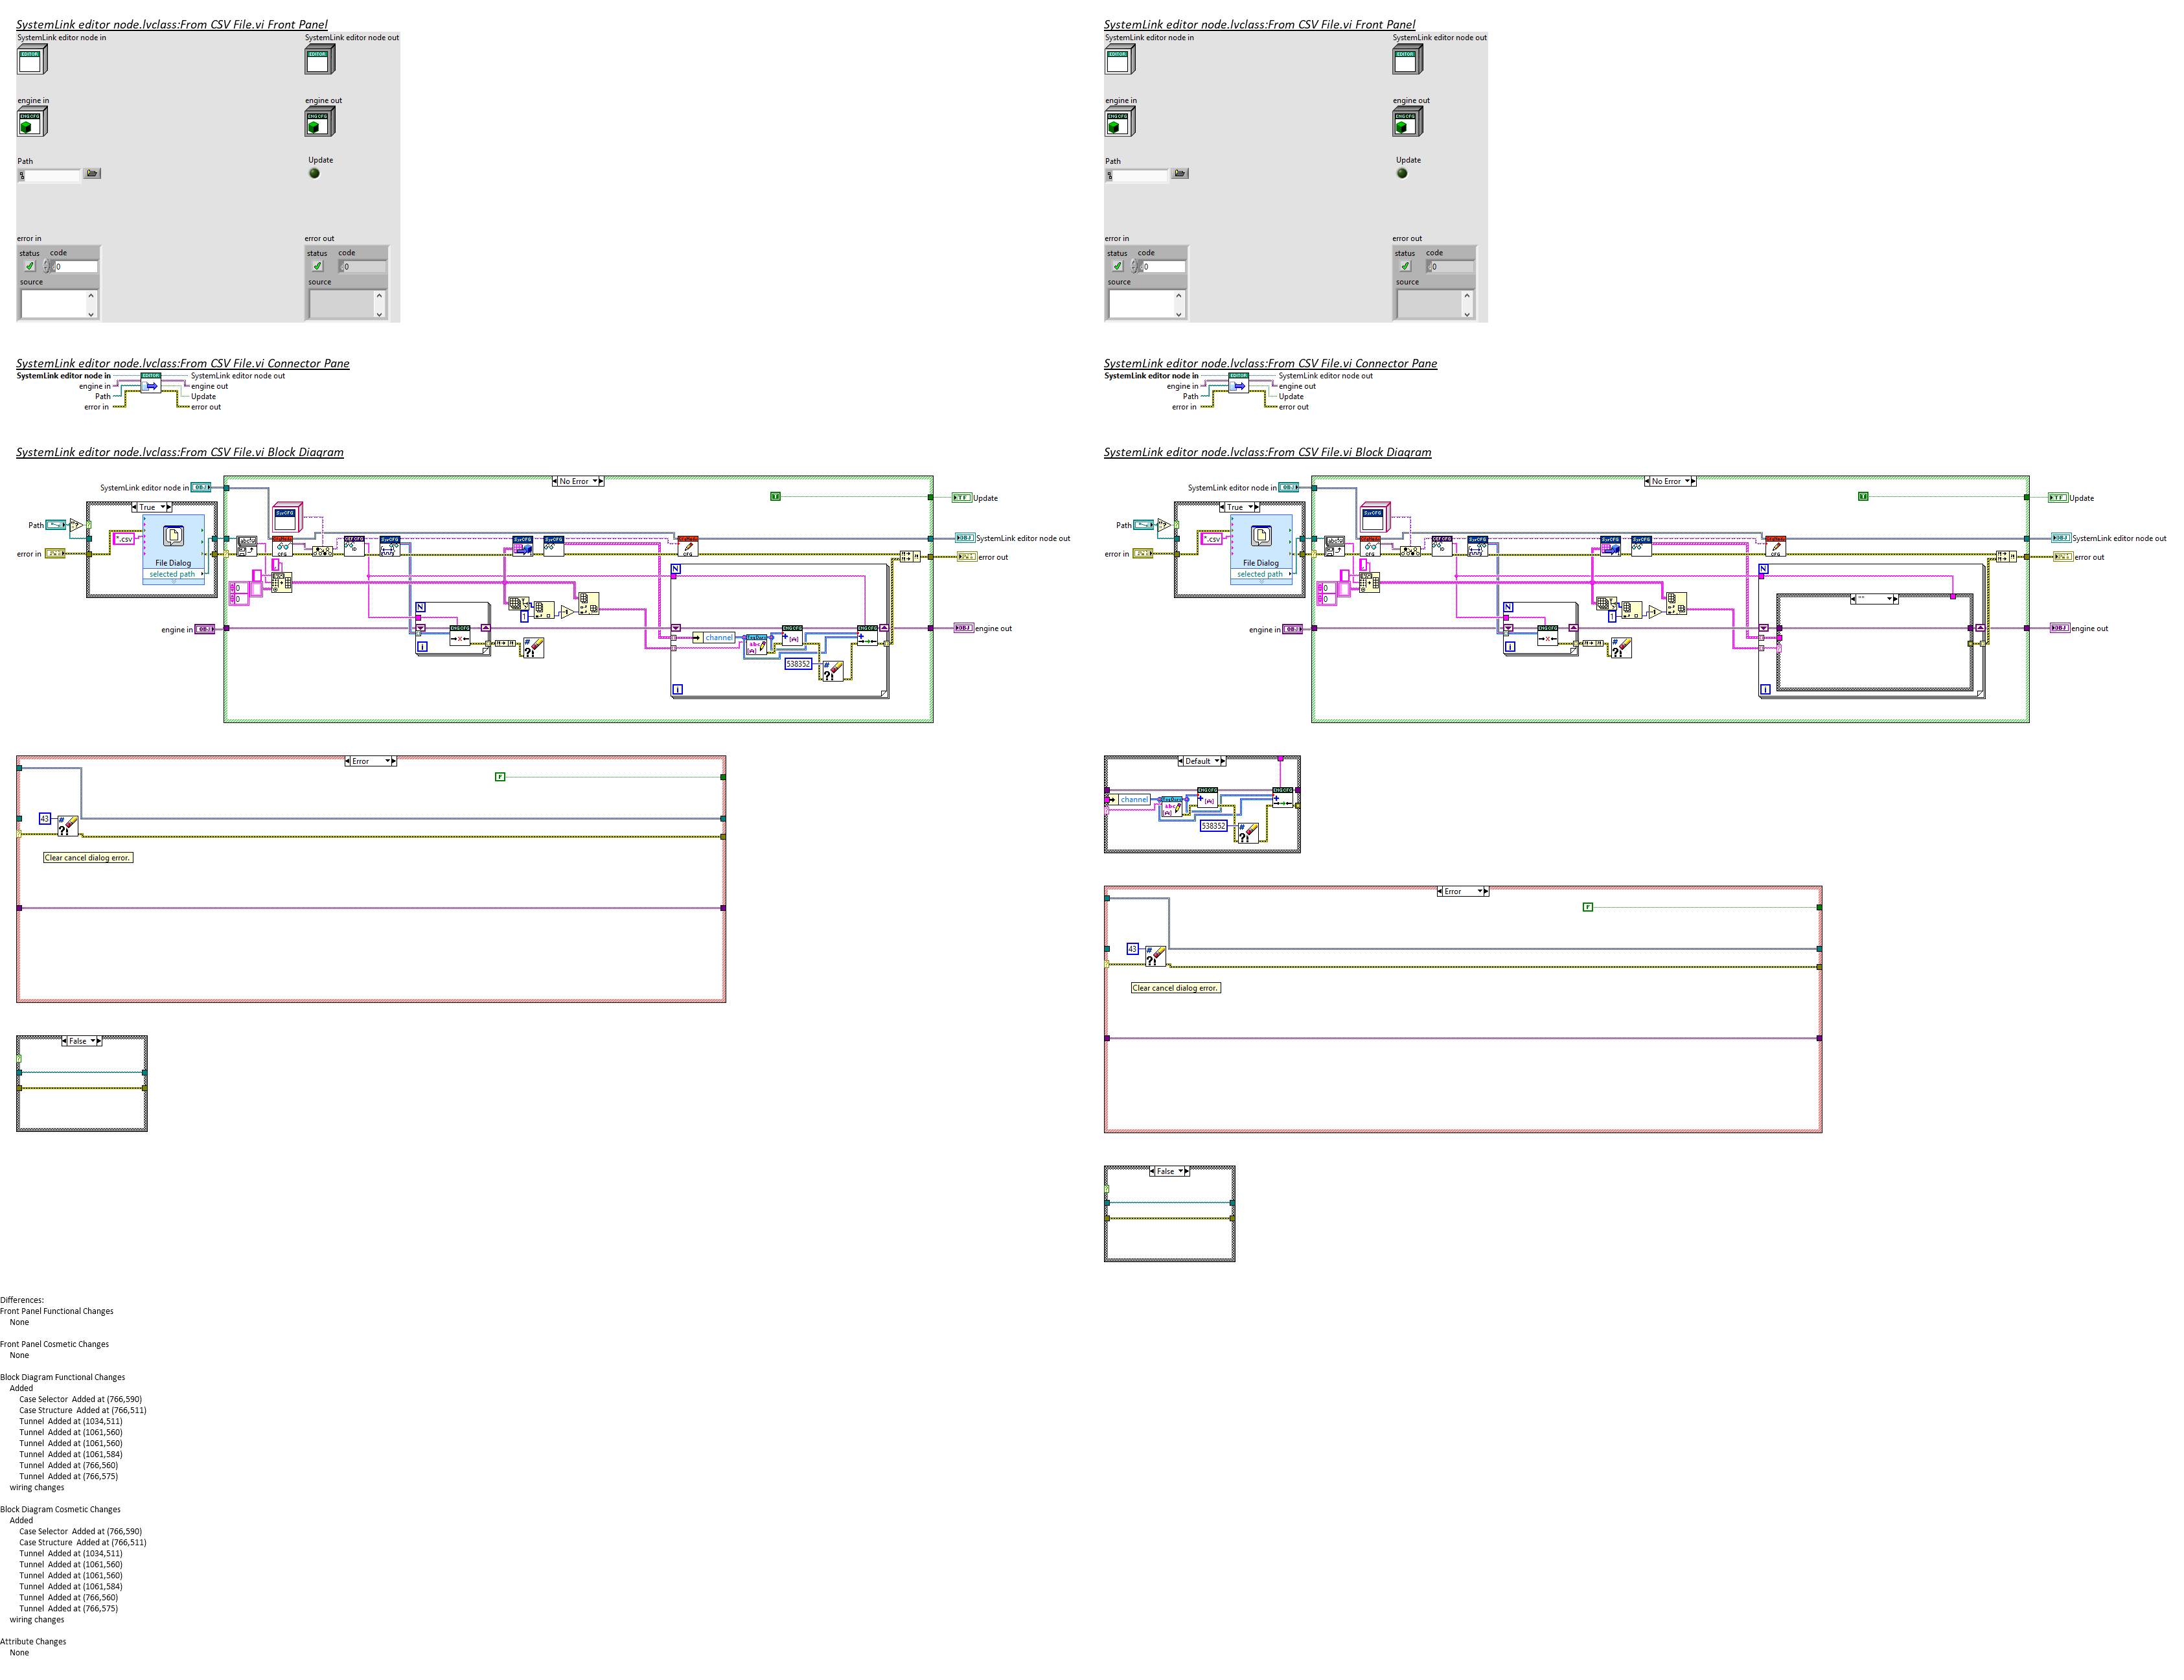 SystemLink editor node.lvclass:From CSV File.vi Front Panel
SystemLink editor node in
SystemLink editor node out
EDITOR
EDITOR
engine in
engine out
ENG CFG
ENG CFG
Path
Update
error in
error out
status
code
status
code
0
0
source
source
SystemLink editor node.lvclass:From CSV File.vi Connector Pane
SystemLink editor node in
SystemLink editor node out
engine in
engine out
Path
Update
error in
error out
SystemLink editor node.lvclass:From CSV File.vi Block Diagram
No Error
SystemLink editor node in
Update
True
Path
*.csv
SystemLink editor node out
error in
error out
File Dialog
selected path
N
N
1
engine in
engine out
channel
i
538352
i
Error
F
43
Clear cancel dialog error.
False
SystemLink editor node.lvclass:From CSV File.vi Front Panel
SystemLink editor node in
SystemLink editor node out
EDITOR
EDITOR
engine in
engine out
ENG CFG
ENG CFG
Path
Update
error in
error out
status
code
status
code
0
0
source
source
SystemLink editor node.lvclass:From CSV File.vi Connector Pane
SystemLink editor node in
SystemLink editor node out
engine in
engine out
Path
Update
error in
error out
SystemLink editor node.lvclass:From CSV File.vi Block Diagram
No Error
SystemLink editor node in
Update
True
Path
*.csv
SystemLink editor node out
error in
error out
File Dialog
selected path
N
""
N
1
engine in
engine out
i
i
Default
channel
538352
Error
F
43
Clear cancel dialog error.
False
Differences:
Front Panel Functional Changes
None
Front Panel Cosmetic Changes
None
Block Diagram Functional Changes
Added
Case Selector  Added at (766,590)
Case Structure  Added at (766,511)
Tunnel  Added at (1034,511)
Tunnel  Added at (1061,560)
Tunnel  Added at (1061,560)
Tunnel  Added at (1061,584)
Tunnel  Added at (766,560)
Tunnel  Added at (766,575)
wiring changes
Block Diagram Cosmetic Changes
Added
Case Selector  Added at (766,590)
Case Structure  Added at (766,511)
Tunnel  Added at (1034,511)
Tunnel  Added at (1061,560)
Tunnel  Added at (1061,560)
Tunnel  Added at (1061,584)
Tunnel  Added at (766,560)
Tunnel  Added at (766,575)
wiring changes
Attribute Changes
None